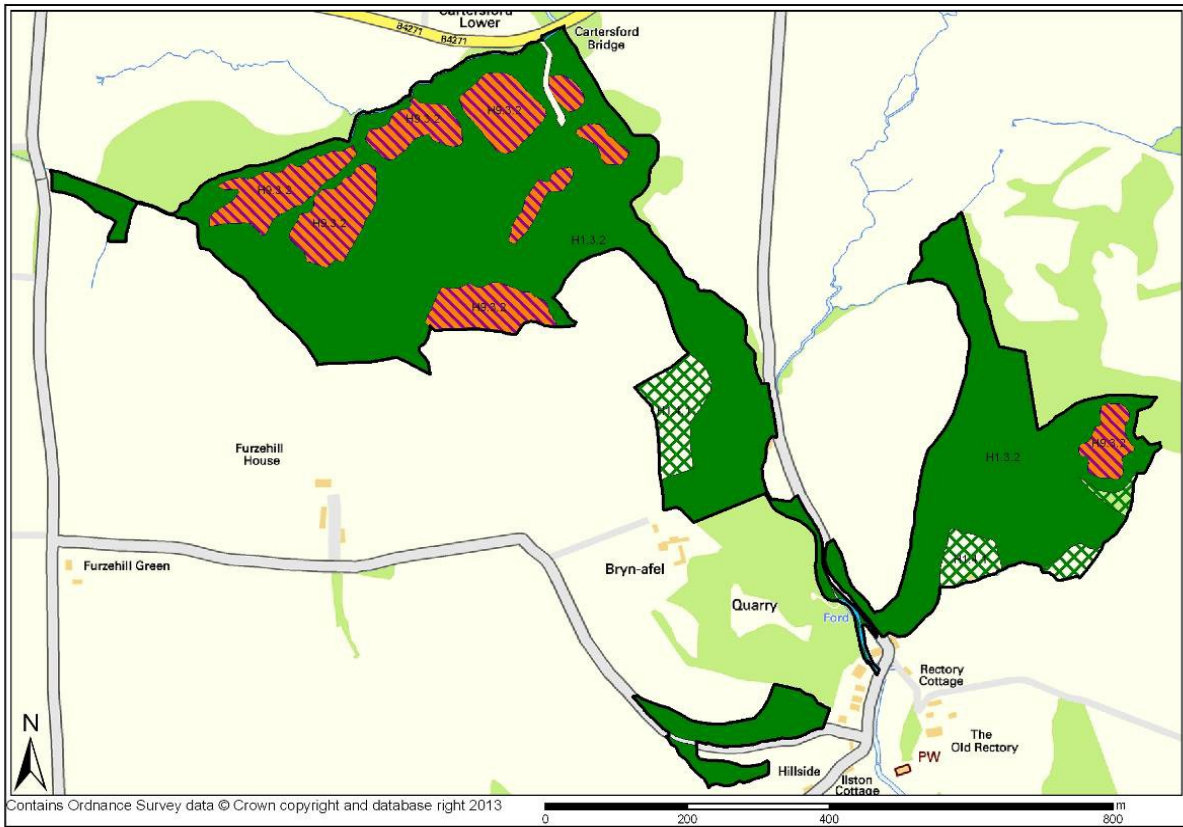 Cartersford
Lower
B4271
B4271
Cartersford
Bridge
H9.3.2
H9.3.2
H9.3.2
H9.3.2
H1.3.2
H9.3.2
H9.3.2
H1.3.2
Furzehill
House
Furzehill Green
Bryn-afel
Quarry
Ford
Rectory
Cottage
The
Old Rectory
PW
Hillside
Ilston
Cottage
N
Contains Ordnance Survey data © Crown copyright and database right 2013
m
0
200
400
800